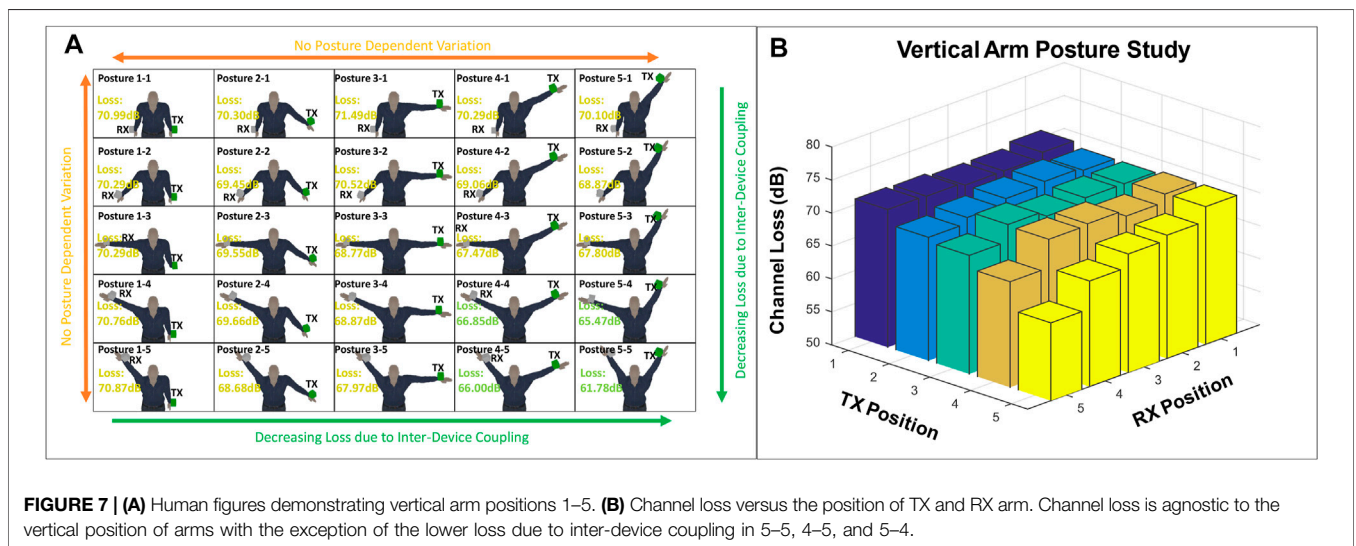 A
No Posture Dependent Variation
No Posture Dependent Variation
Posture 1-1
Loss:
70.99dB
RX
TX
Posture 2-1
Loss:
70.30dB
RX
TX
Posture 3-1
Loss:
71.49dB
RX
TX
Posture 4-1
Loss:
70.29dB
RX
TX
Posture 5-1
Loss:
70.10dB
RX
TX
Posture 1-2
Loss:
70.29dB
RX
TX
Posture 2-2
Loss:
69.45dB
RX
TX
Posture 3-2
Loss:
70.52dB
RX
TX
Posture 4-2
Loss:
69.06dB
RX
TX
Posture 5-2
Loss:
68.87dB
RX
TX
Posture 1-3
RX
Loss:
70.29dB
TX
Posture 2-3
Loss:
69.55dB
TX
Posture 3-3
Loss:
68.77dB
TX
Posture 4-3
RX
Loss:
67.47dB
TX
Posture 5-3
Loss:
67.80dB
TX
Posture 1-4
RX
Loss:
70.76dB
TX
Posture 2-4
Loss:
69.66dB
TX
Posture 3-4
Loss:
68.87dB
TX
Posture 4-4
RX
Loss:
66.85dB
TX
Posture 5-4
Loss:
65.47dB
TX
Posture 1-5
RX
Loss:
70.87dB
TX
Posture 2-5
Loss:
68.68dB
TX
Posture 3-5
Loss:
67.97dB
TX
Posture 4-5
RX
Loss:
66.00dB
TX
Posture 5-5
Loss:
61.78dB
TX
Decreasing Loss due to Inter-Device Coupling
Decreasing Loss due to Inter-Device Coupling
B
Vertical Arm Posture Study
Channel Loss (dB)
80
75
70
65
60
55
50
1
2
3
4
5
TX Position
5
4
3
2
1
RX Position
FIGURE 7 | (A) Human figures demonstrating vertical arm positions 1–5. (B) Channel loss versus the position of TX and RX arm. Channel loss is agnostic to the
vertical position of arms with the exception of the lower loss due to inter-device coupling in 5–5, 4–5, and 5–4.